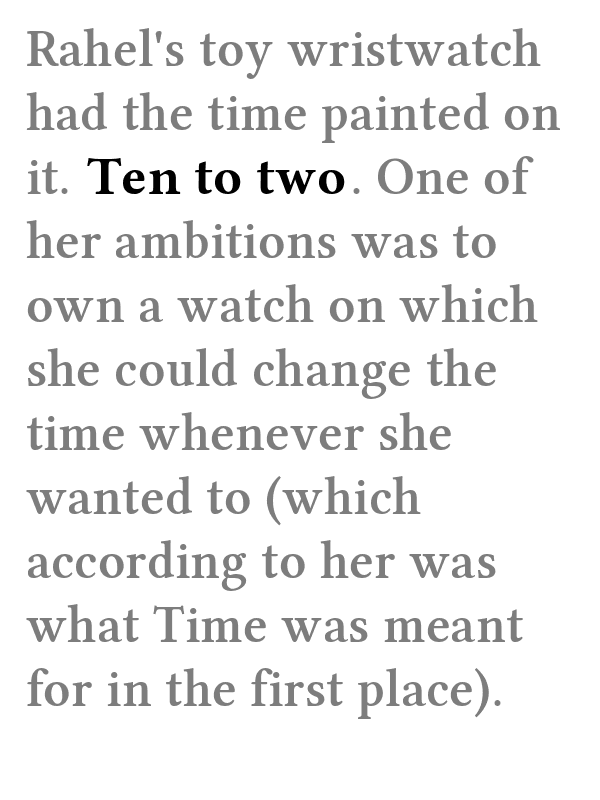 Rahel's toy wristwatch
had the time painted on
it. Ten to two. One of
her ambitions was to
own a watch on which
she could change the
time whenever she
wanted to (which
according to her was
what Time was meant
for in the first place).